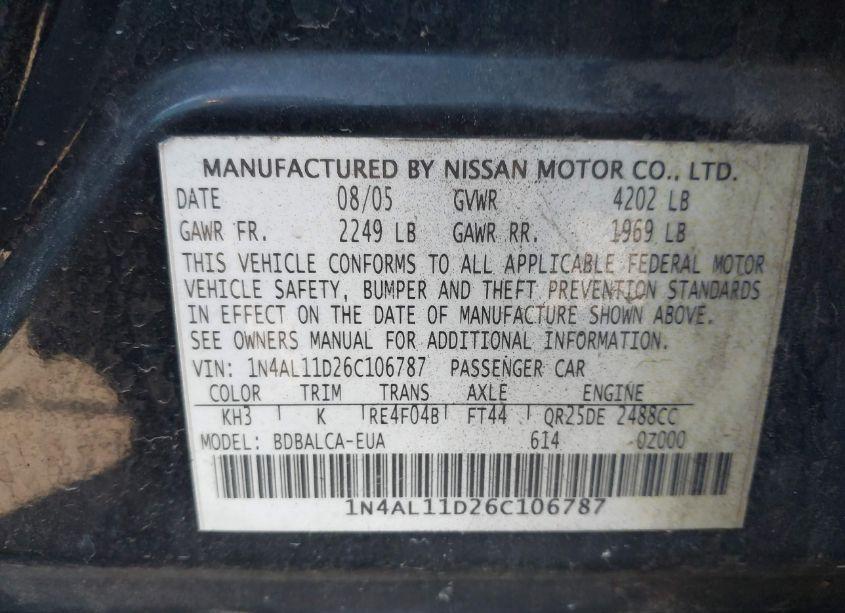 MANUFACTURED BY NISSAN MOTOR CO., LTD.
DATE 08/05 GVWR 4202 LB
GAWR FR. 2249 LB GAWR RR. 1969 LB
THIS VEHICLE CONFORMS TO ALL APPLICABLE FEDERAL MOTOR
VEHICLE SAFETY, BUMPER AND THEFT PREVENTION STANDARDS
IN EFFECT ON THE DATE OF MANUFACTURE SHOWN ABOVE.
SEE OWNERS MANUAL FOR ADDITIONAL INFORMATION.
VIN: 1N4AL11D26C106787 PASSENGER CAR
COLOR TRIM TRANS AXLE ENGINE
KH3 K RE4F04B FT44 QR25DE 2488CC
MODEL: BDBALCA-EUA 614 0Z000
1N4AL11D26C106787